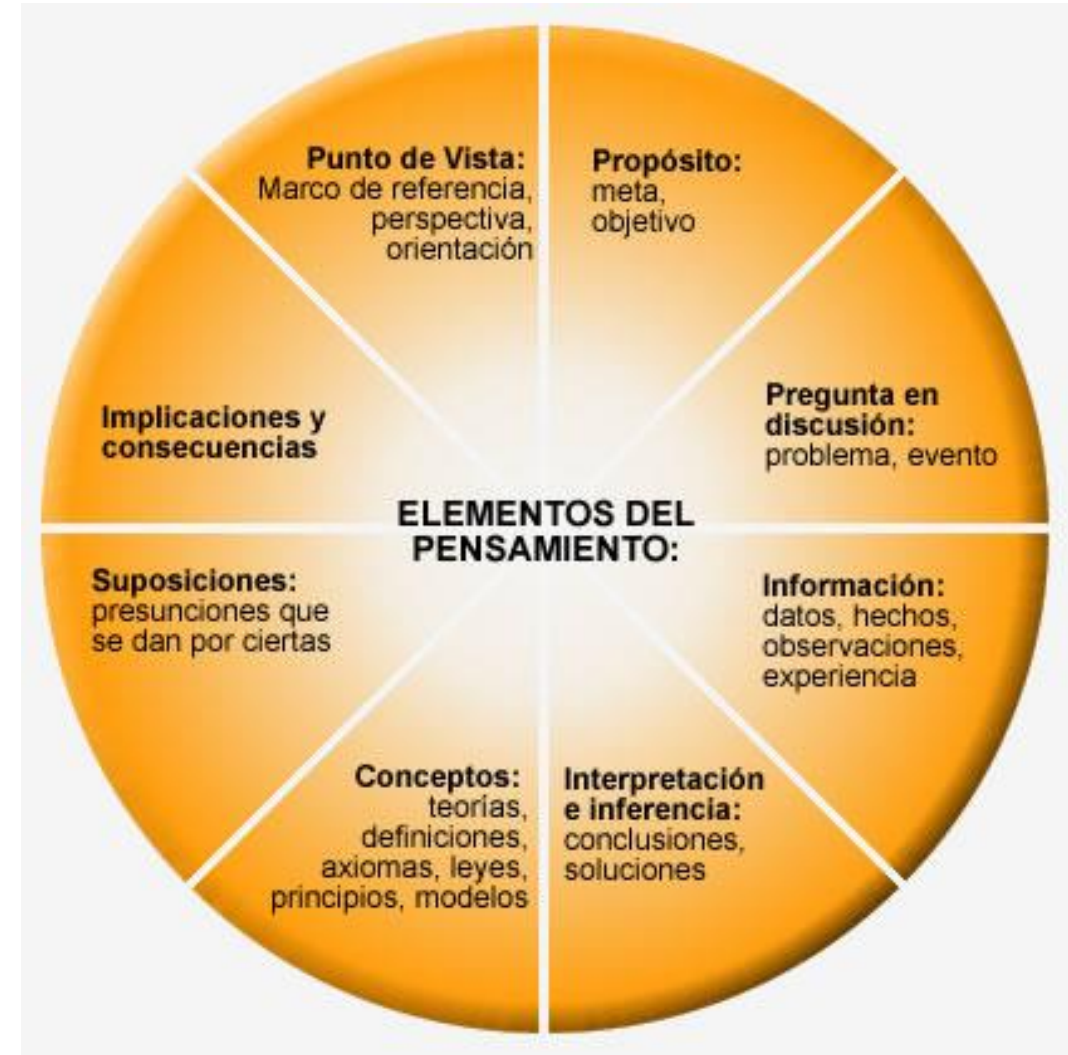 Punto de Vista:
Marco de referencia,
perspectiva,
orientación
Propósito:
meta,
objetivo
Pregunta en
discusión:
problema, evento
Información:
datos, hechos,
observaciones,
experiencia
Interpretación
e inferencia:
conclusiones,
soluciones
Conceptos:
teorías,
definiciones,
axiomas, leyes,
principios, modelos
Suposiciones:
presunciones que
se dan por ciertas
Implicaciones y
consecuencias
ELEMENTOS DEL
PENSAMIENTO: